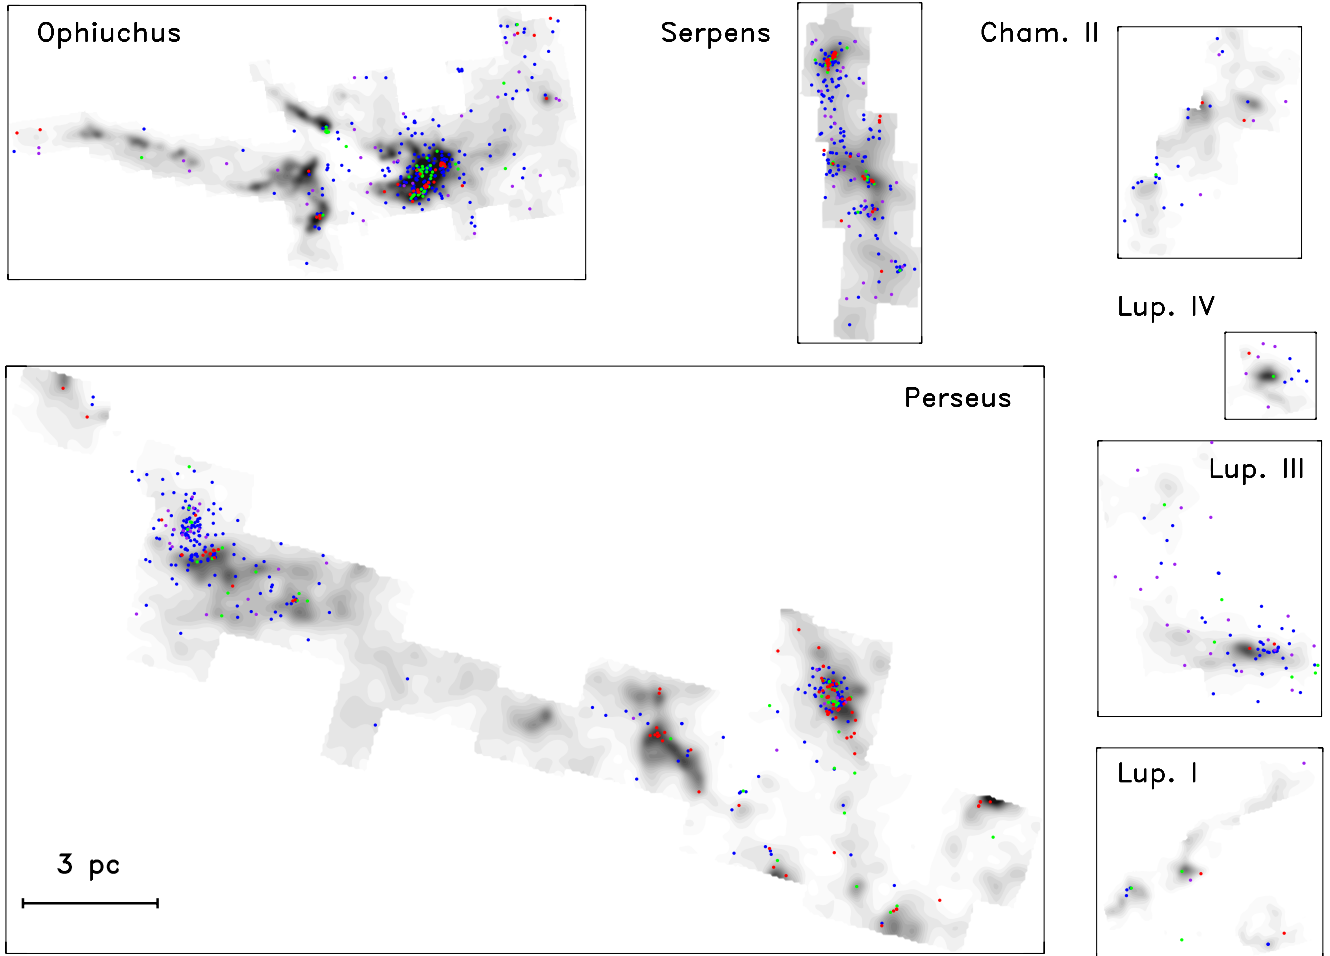 Ophiuchus
Serpens
Cham. II
Lup. IV
Perseus
Lup. III
Lup. I
3 pc